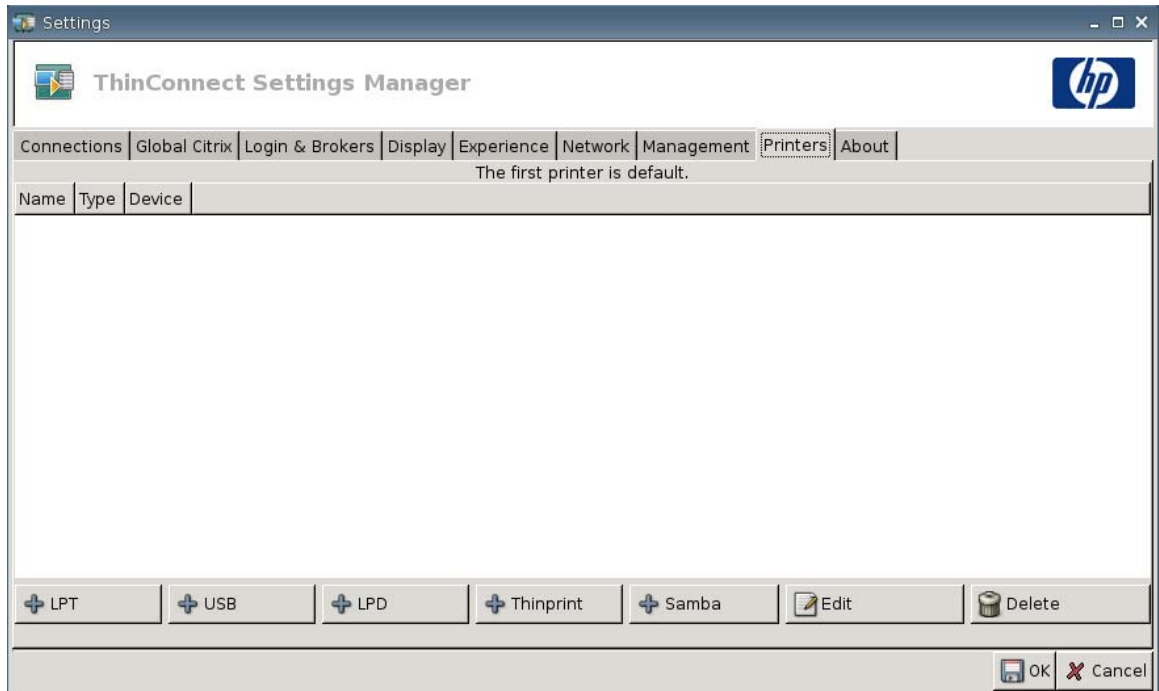 Settings
ThinConnect Settings Manager
hp
Connections Global Citrix Login & Brokers Display Experience Network Management Printers About
The first printer is default.
Name Type Device
LPT USB LPD Thinprint Samba Edit Delete
OK Cancel